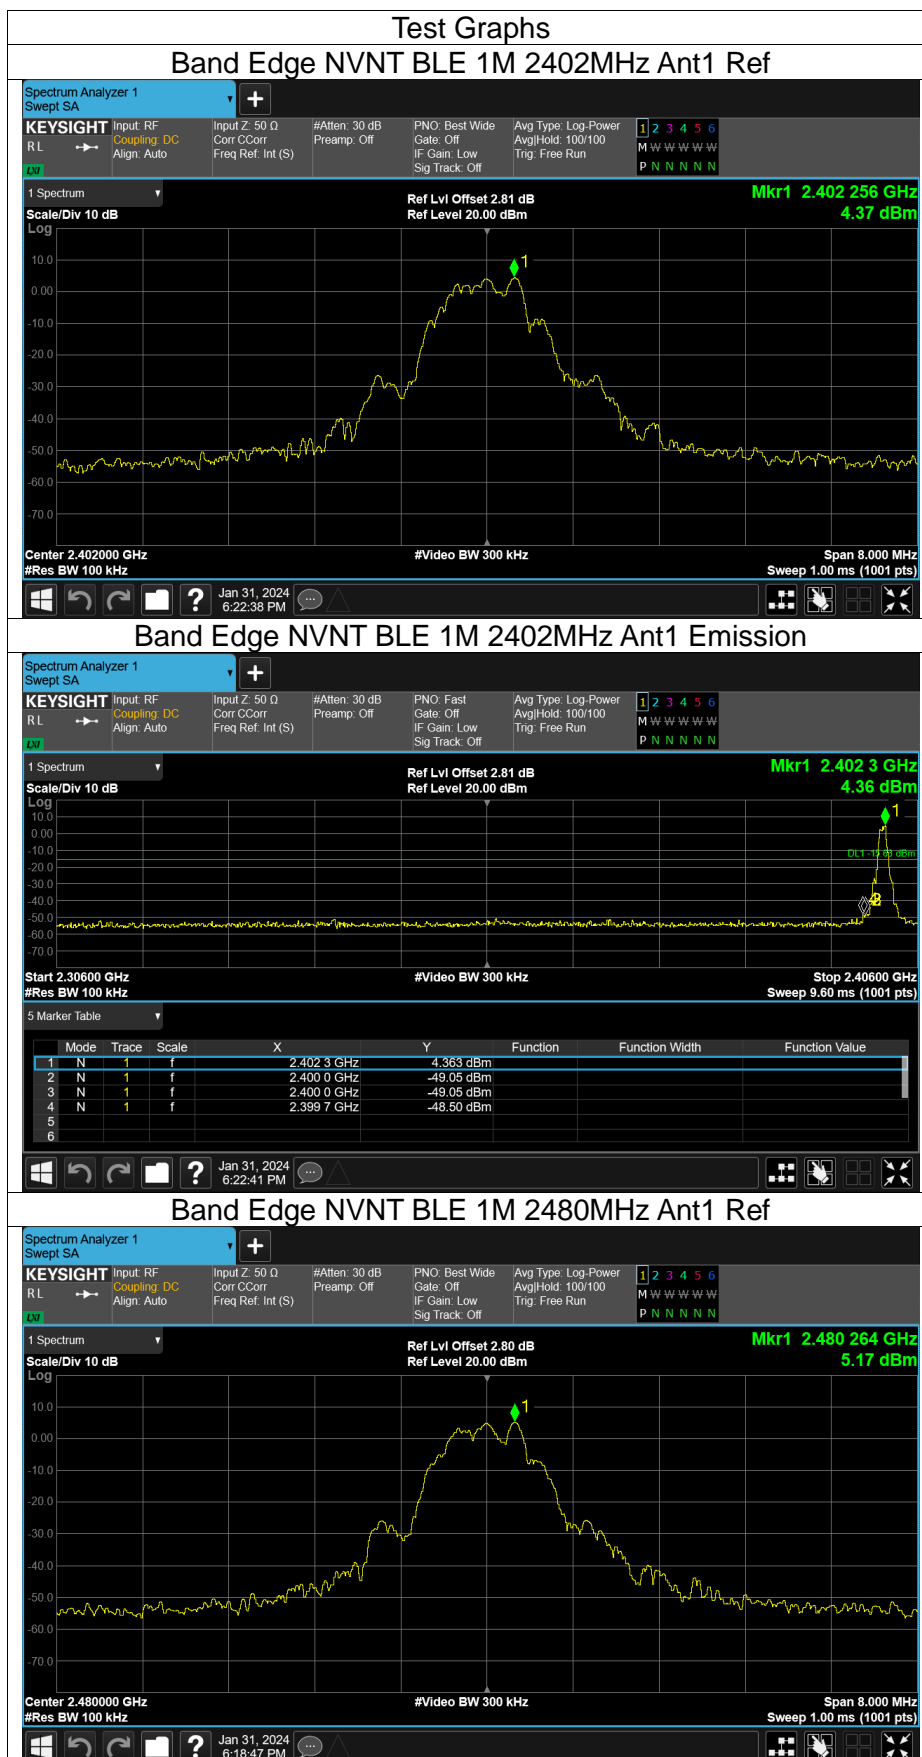 Test Graphs
Band Edge NVNT BLE 1M 2402MHz Ant1 Ref
Spectrum Analyzer 1
Swept SA
KEYSIGHT Input: RF Input Z: 50 Ω #Atten: 30 dB PNO: Best Wide Avg Type: Log-Power 1 2 3 4 5 6
R L Coupling: DC Corr CCorr Preamp: Off Gate: Off Avg|Hold: 100/100 M W W W W W
Align: Auto Freq Ref: Int (S) IF Gain: Low Trig: Free Run
LXI Sig Track: Off P N N N N N
1 Spectrum Ref Lvl Offset 2.81 dB Mkr1 2.402 256 GHz
Scale/Div 10 dB Ref Level 20.00 dBm 4.37 dBm
Log
1
10.0
0.00
-10.0
-20.0
-30.0
-40.0
-50.0
-60.0
-70.0
Center 2.402000 GHz #Video BW 300 kHz Span 8.000 MHz
#Res BW 100 kHz Sweep 1.00 ms (1001 pts)
? Jan 31, 2024
6:22:38 PM
Band Edge NVNT BLE 1M 2402MHz Ant1 Emission
Spectrum Analyzer 1
Swept SA
KEYSIGHT Input: RF Input Z: 50 Ω #Atten: 30 dB PNO: Fast Avg Type: Log-Power 1 2 3 4 5 6
R L Coupling: DC Corr CCorr Preamp: Off Gate: Off Avg|Hold: 100/100 M W W W W W
Align: Auto Freq Ref: Int (S) IF Gain: Low Trig: Free Run
LXI Sig Track: Off P N N N N N
1 Spectrum Ref Lvl Offset 2.81 dB Mkr1 2.402 3 GHz
Scale/Div 10 dB Ref Level 20.00 dBm 4.36 dBm
Log
10.0 1
0.00
-10.0 DL1 -15.63 dBm
-20.0
-30.0
-40.0
-50.0
-60.0
-70.0
Start 2.30600 GHz #Video BW 300 kHz Stop 2.40600 GHz
#Res BW 100 kHz Sweep 9.60 ms (1001 pts)
5 Marker Table
Mode Trace Scale X Y Function Function Width Function Value
1 N 1 f 2.402 3 GHz 4.363 dBm
2 N 1 f 2.400 0 GHz -49.05 dBm
3 N 1 f 2.400 0 GHz -49.05 dBm
4 N 1 f 2.399 7 GHz -48.50 dBm
5
6
? Jan 31, 2024
6:22:41 PM
Band Edge NVNT BLE 1M 2480MHz Ant1 Ref
Spectrum Analyzer 1
Swept SA
KEYSIGHT Input: RF Input Z: 50 Ω #Atten: 30 dB PNO: Best Wide Avg Type: Log-Power 1 2 3 4 5 6
R L Coupling: DC Corr CCorr Preamp: Off Gate: Off Avg|Hold: 100/100 M W W W W W
Align: Auto Freq Ref: Int (S) IF Gain: Low Trig: Free Run
LXI Sig Track: Off P N N N N N
1 Spectrum Ref Lvl Offset 2.80 dB Mkr1 2.480 264 GHz
Scale/Div 10 dB Ref Level 20.00 dBm 5.17 dBm
Log
10.0 1
0.00
-10.0
-20.0
-30.0
-40.0
-50.0
-60.0
-70.0
Center 2.480000 GHz #Video BW 300 kHz Span 8.000 MHz
#Res BW 100 kHz Sweep 1.00 ms (1001 pts)
? Jan 31, 2024
6:18:47 PM